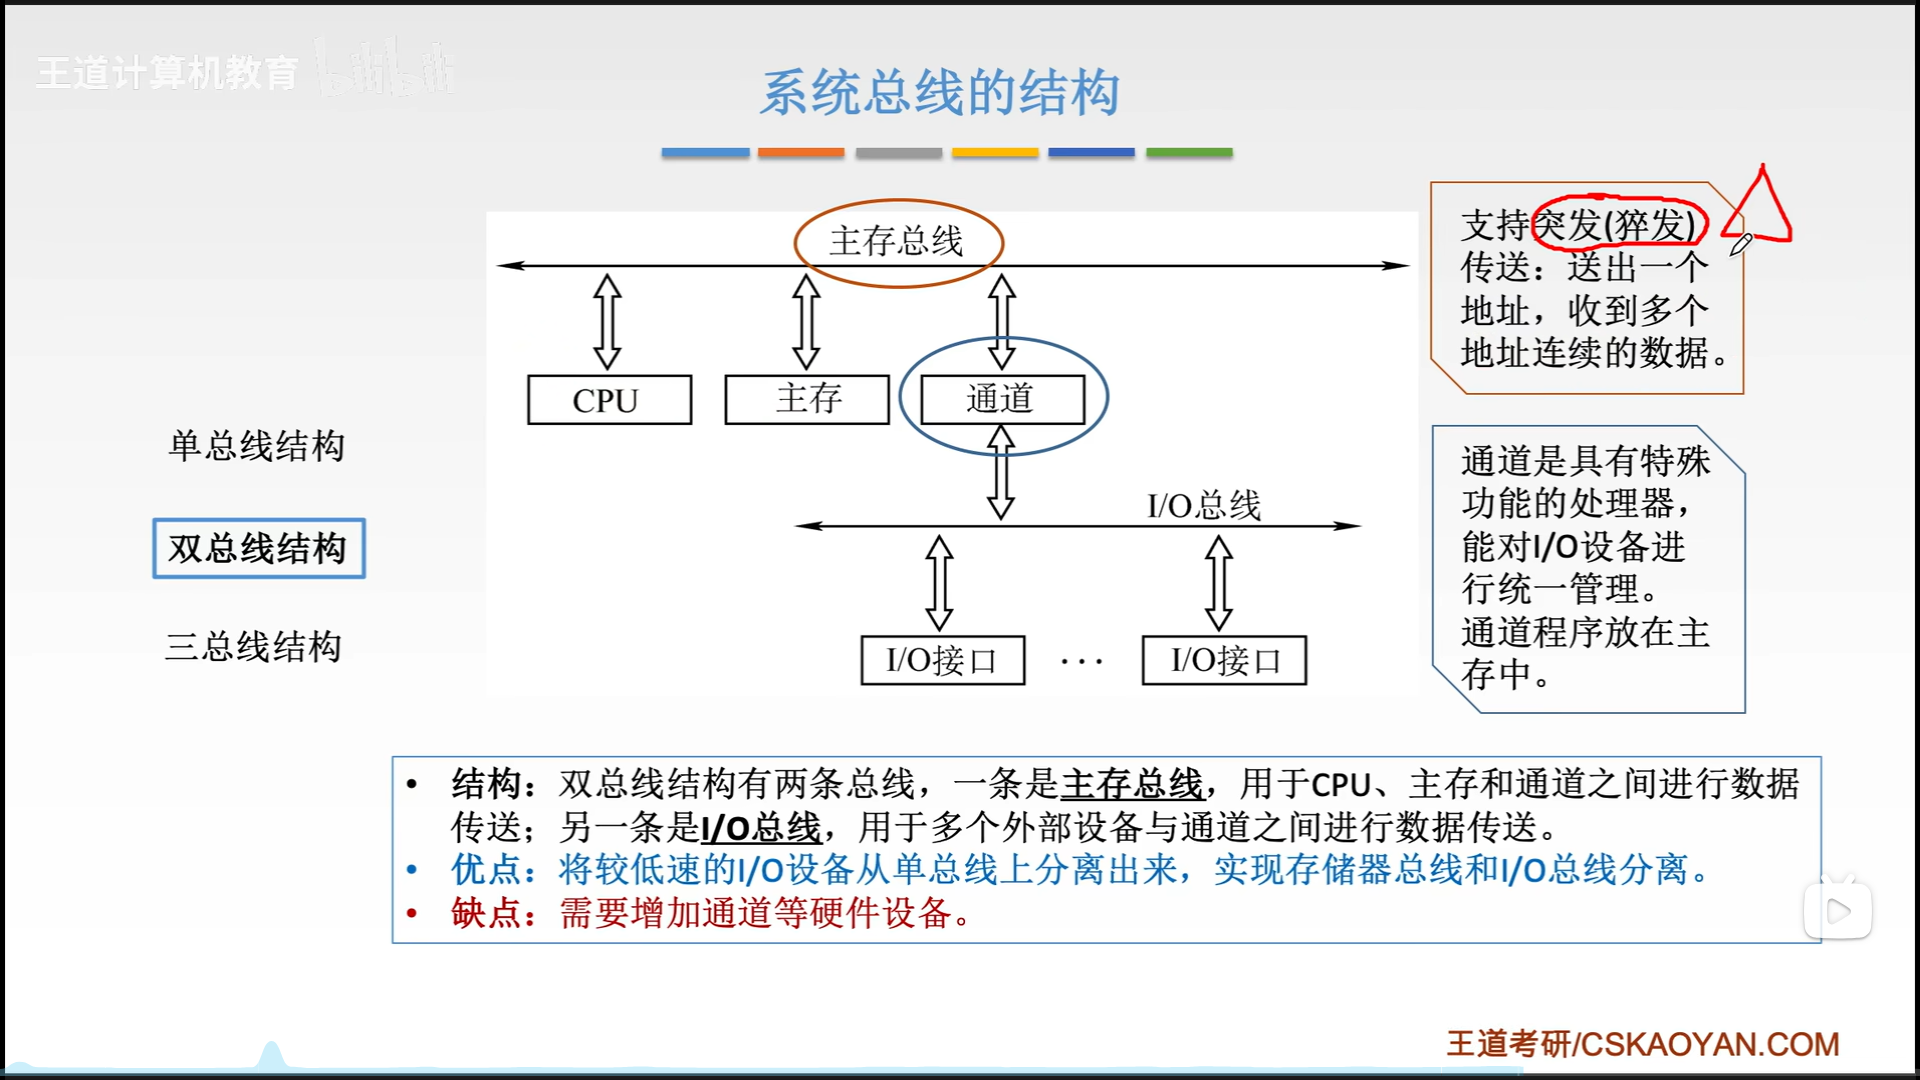 王道计算机教育 bilibili
系统总线的结构
主存总线
CPU
主存
通道
I/O总线
I/O接口
···
I/O接口
单总线结构
双总线结构
三总线结构
支持突发(猝发)
传送：送出一个
地址，收到多个
地址连续的数据。
通道是具有特殊
功能的处理器，
能对I/O设备进
行统一管理。
通道程序放在主
存中。
• 结构：双总线结构有两条总线，一条是主存总线，用于CPU、主存和通道之间进行数据
传送；另一条是I/O总线，用于多个外部设备与通道之间进行数据传送。
• 优点：将较低速的I/O设备从单总线上分离出来，实现存储器总线和I/O总线分离。
• 缺点：需要增加通道等硬件设备。
王道考研/CSKAOYAN.COM